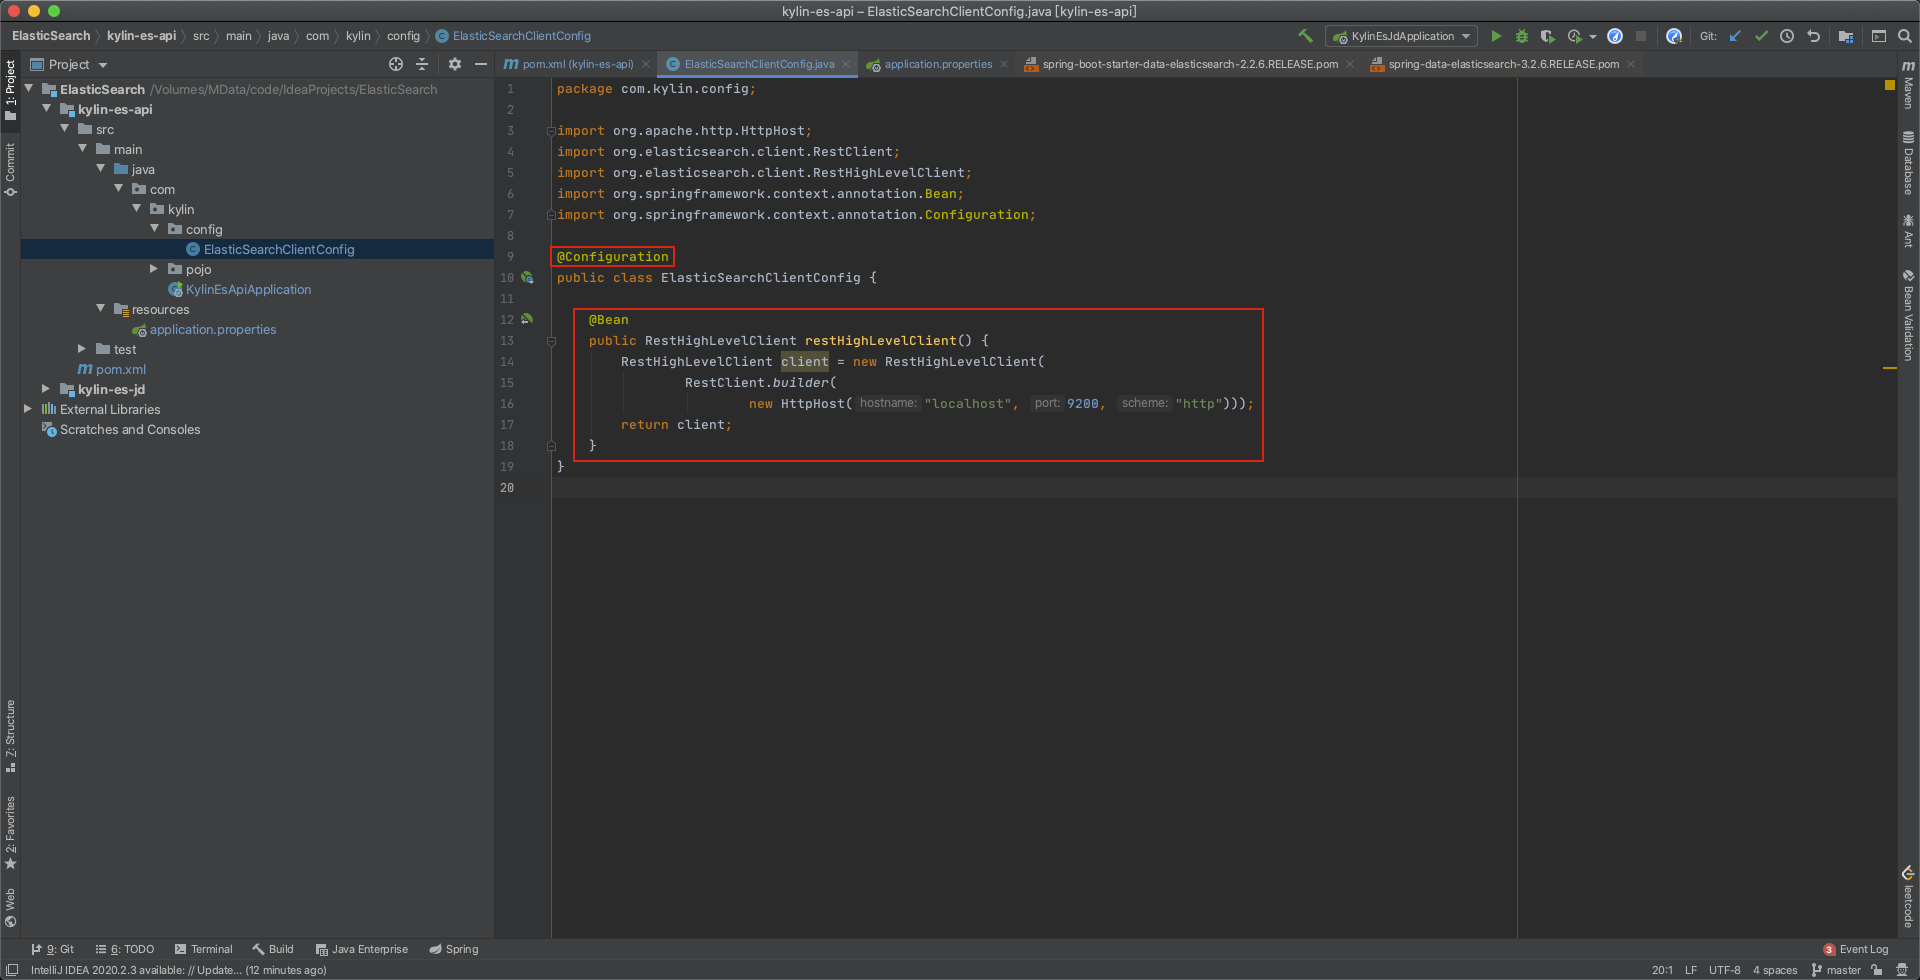 kylin-es-api – ElasticSearchClientConfig.java [kylin-es-api]
ElasticSearch kylin-es-api src main java com kylin config ElasticSearchClientConfig KylinEsJdApplication Git:
Project
pom.xml (kylin-es-api) ElasticSearchClientConfig.java application.properties spring-boot-starter-data-elasticsearch-2.2.6.RELEASE.pom spring-data-elasticsearch-3.2.6.RELEASE.pom
1: Project
Commit
7: Structure
2: Favorites
Web
ElasticSearch /Volumes/MData/code/IdeaProjects/ElasticSearch
kylin-es-api
src
main
java
com
kylin
config
ElasticSearchClientConfig
pojo
KylinEsApiApplication
resources
application.properties
test
pom.xml
kylin-es-jd
External Libraries
Scratches and Consoles
1 package com.kylin.config;
2
3 import org.apache.http.HttpHost;
4 import org.elasticsearch.client.RestClient;
5 import org.elasticsearch.client.RestHighLevelClient;
6 import org.springframework.context.annotation.Bean;
7 import org.springframework.context.annotation.Configuration;
8
9 @Configuration
10 public class ElasticSearchClientConfig {
11
12 @Bean
13 public RestHighLevelClient restHighLevelClient() {
14 RestHighLevelClient client = new RestHighLevelClient(
15 RestClient.builder(
16 new HttpHost( hostname: "localhost", port: 9200, scheme: "http")));
17 return client;
18 }
19 }
20
Maven
Database
Ant
Bean Validation
leetcode
9: Git 6: TODO Terminal Build Java Enterprise Spring 3 Event Log
IntelliJ IDEA 2020.2.3 available: // Update... (12 minutes ago) 20:1 LF UTF-8 4 spaces master